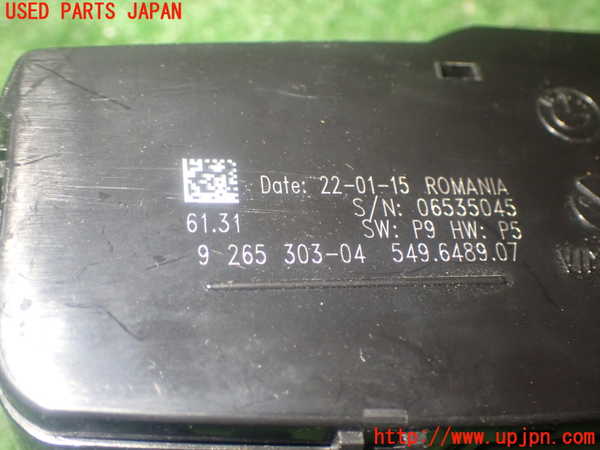 USED PARTS JAPAN
Date: 22-01-15 ROMANIA
S/N: 06535045
61.31
SW: P9 HW: P5
9 265 303-04 549.6489.07
http://www.upjpn.com/